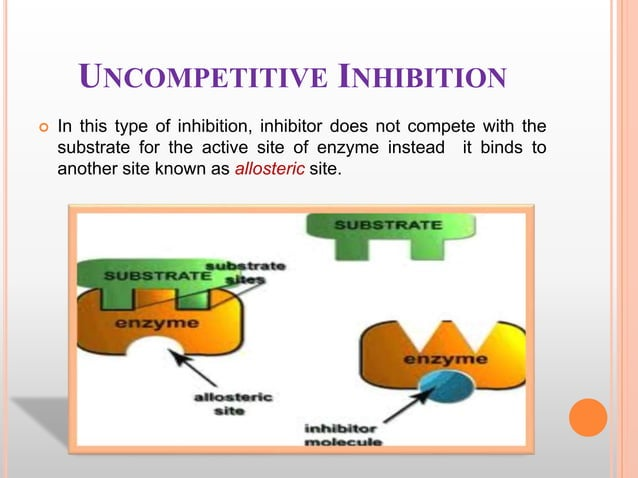 UNCOMPETITIVE INHIBITION
In this type of inhibition, inhibitor does not compete with the
substrate for the active site of enzyme instead it binds to
another site known as allosteric site.
SUBSTRATE
SUBSTRATE
substrate
sites
enzyme
enzyme
allosteric
site
inhibitor
molecule